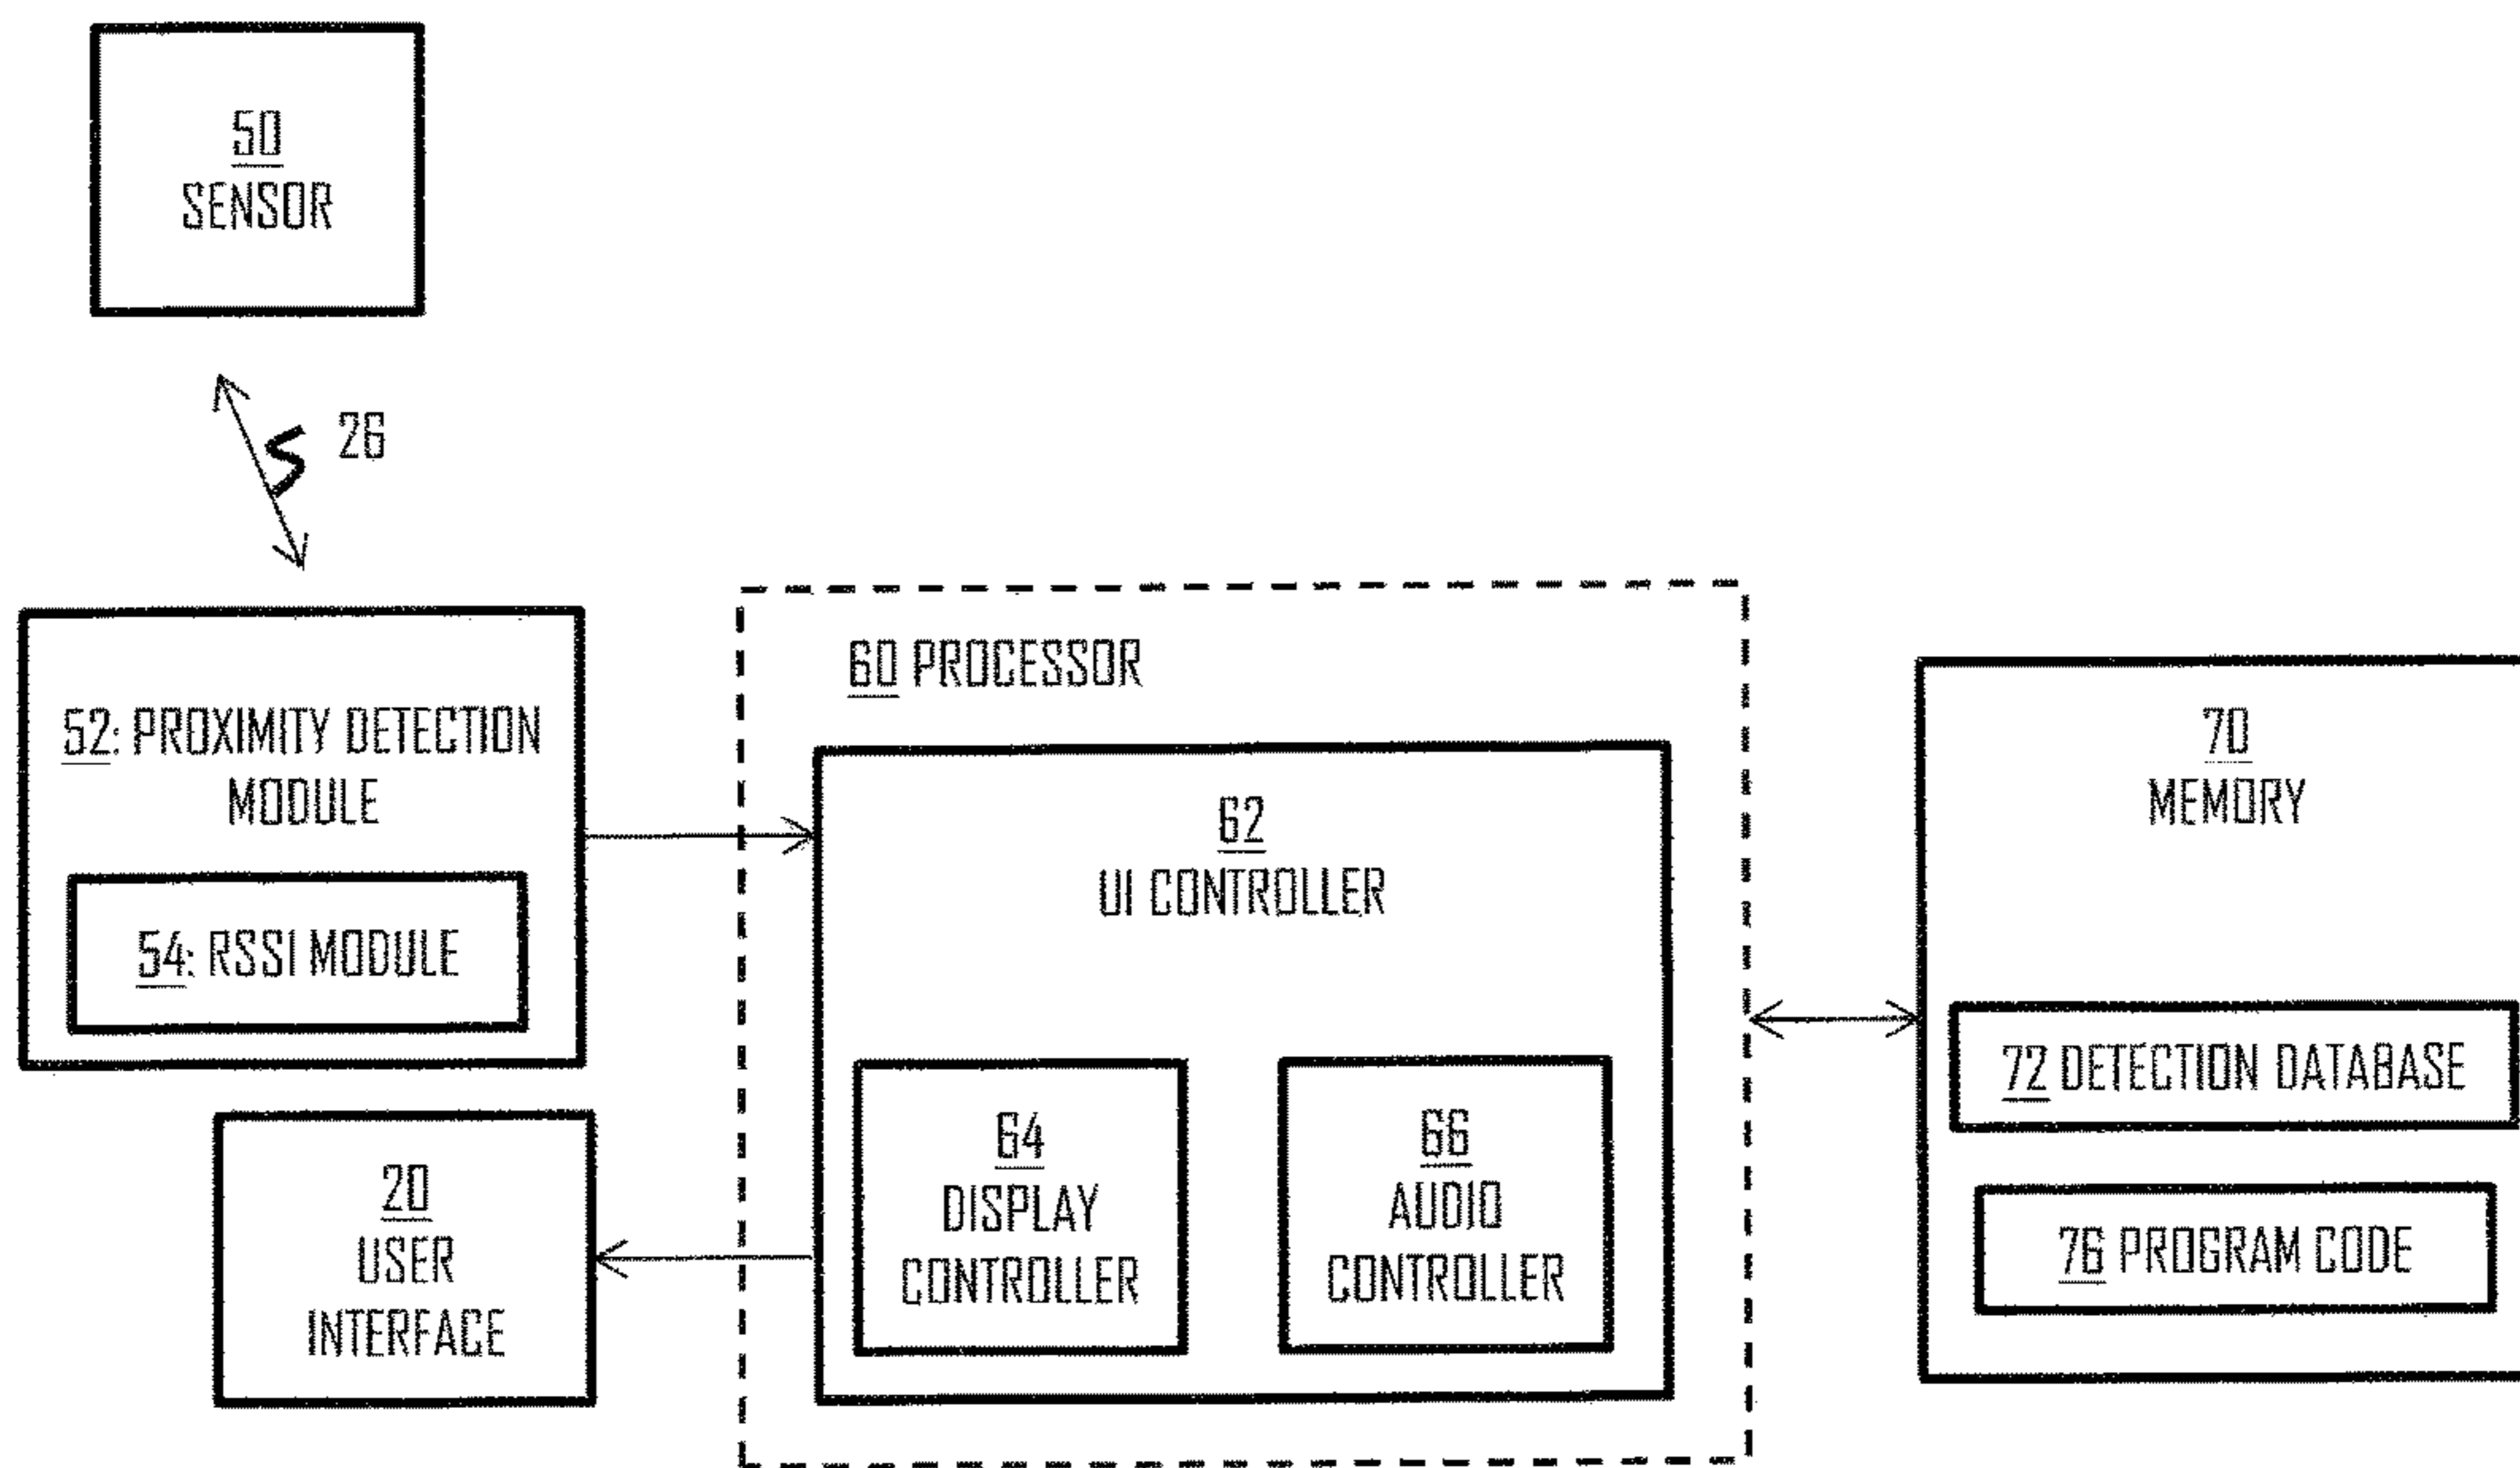 50
SENSOR
26
52: PROXIMITY DETECTION
MODULE
54: RSSI MODULE
20
USER
INTERFACE
60 PROCESSOR
62
UI CONTROLLER
64
DISPLAY
CONTROLLER
66
AUDIO
CONTROLLER
70
MEMORY
72 DETECTION DATABASE
76 PROGRAM CODE